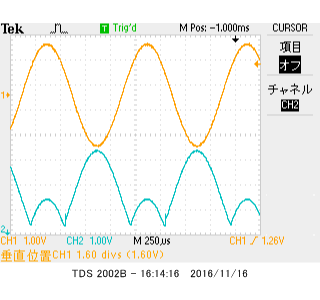 Tek Trig'd M Pos: -1.000ms CURSOR
項目
オフ
チャネル
CH2
1
2
CH1 1.00V CH2 1.00V M 250µs CH1 / 1.26V
垂直位置CH1 1.60 divs (1.60V)
TDS 2002B - 16:14:16 2016/11/16